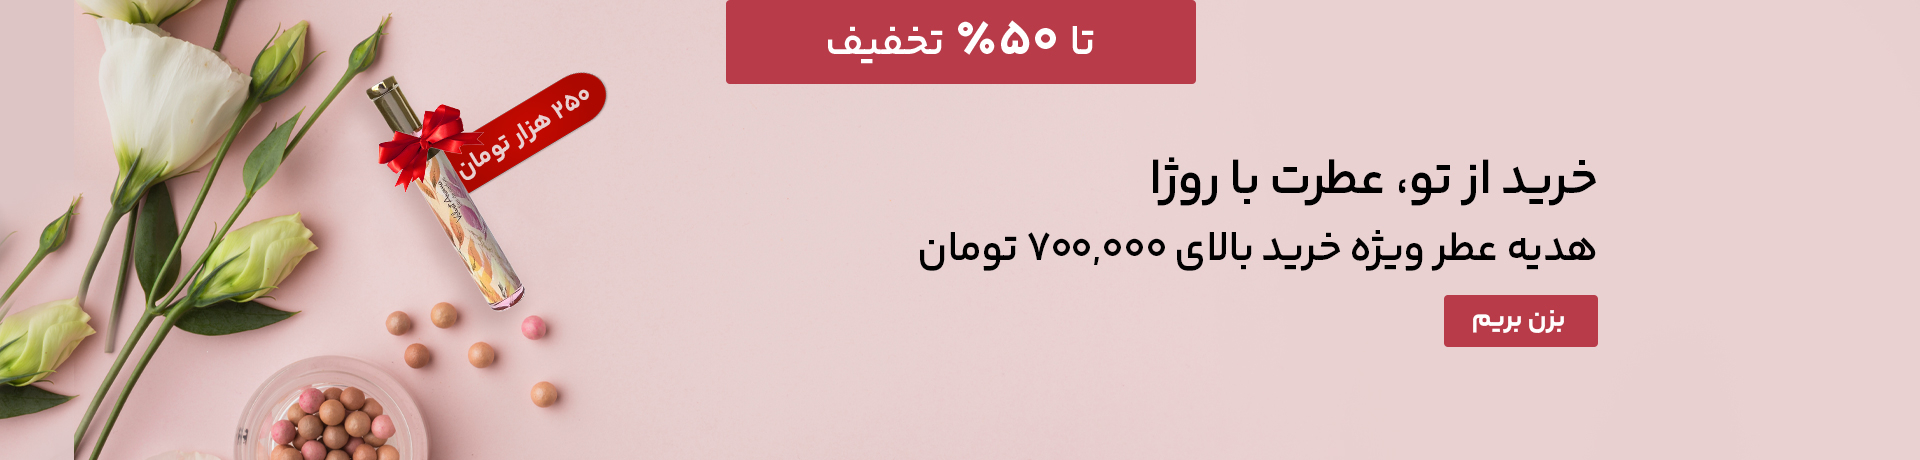 تا ۵۰% تخفیف
خرید از تو، عطرت با روژا
هدیه عطر ویژه خرید بالای ۷۰۰,۰۰۰ تومان
بزن بریم
۲۵۰ هزار تومان